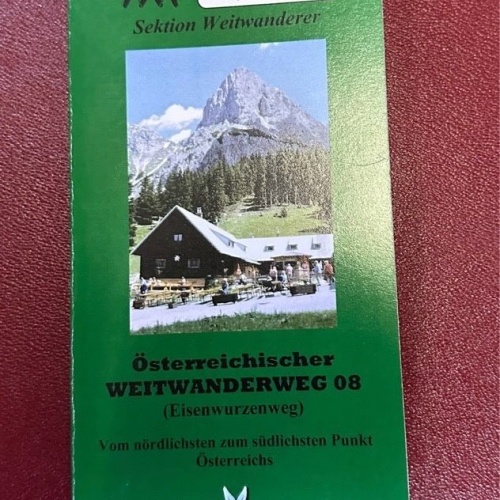 Sektion Weitwanderer
Österreichischer
WEITWANDERWEG 08
(Eisenwurzenweg)
Vom nördlichsten zum südlichsten Punkt
Österreichs